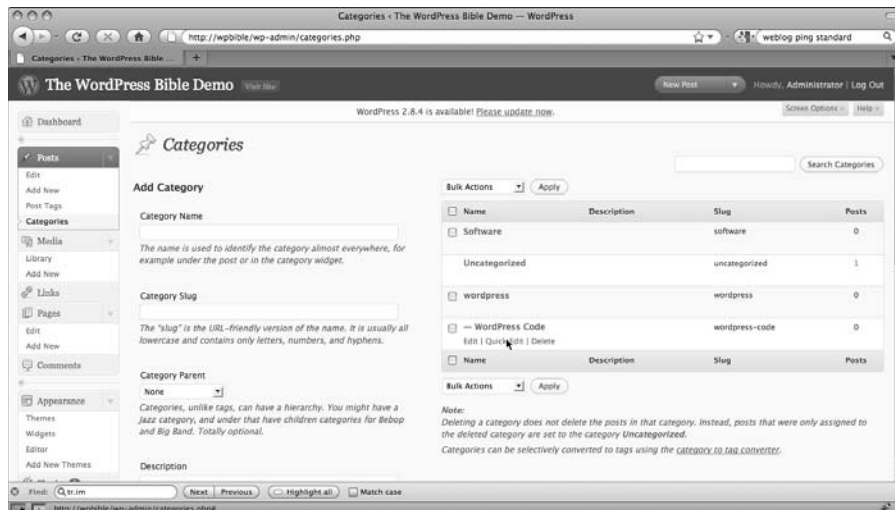 Categories ‹ The WordPress Bible Demo — WordPress
http://wpbible/wp-admin/categories.php
weblog ping standard
Categories ‹ The WordPress Bible ...
The WordPress Bible Demo
Visit Site
New Post
Howdy, Administrator | Log Out
WordPress 2.8.4 is available! Please update now.
Screen Options
Help
Dashboard
Posts
Edit
Add New
Post Tags
Categories
Media
Library
Add New
Links
Pages
Edit
Add New
Comments
Appearance
Themes
Widgets
Editor
Add New Themes
Categories
Search Categories
Add Category
Category Name
The name is used to identify the category almost everywhere, for
example under the post or in the category widget.
Category Slug
The "slug" is the URL-friendly version of the name. It is usually all
lowercase and contains only letters, numbers, and hyphens.
Category Parent
None
Categories, unlike tags, can have a hierarchy. You might have a
Jazz category, and under that have children categories for Bebop
and Big Band. Totally optional.
Description
Bulk Actions
Apply
Name Description Slug Posts
Software software 0
Uncategorized uncategorized 1
wordpress wordpress 0
— WordPress Code wordpress-code 0
Edit | Quick Edit | Delete
Name Description Slug Posts
Bulk Actions
Apply
Note:
Deleting a category does not delete the posts in that category. Instead, posts that were only assigned to
the deleted category are set to the category Uncategorized.
Categories can be selectively converted to tags using the category to tag converter.
Find: tr.im
Next
Previous
Highlight all
Match case
http://wpbible/wp-admin/categories.php#